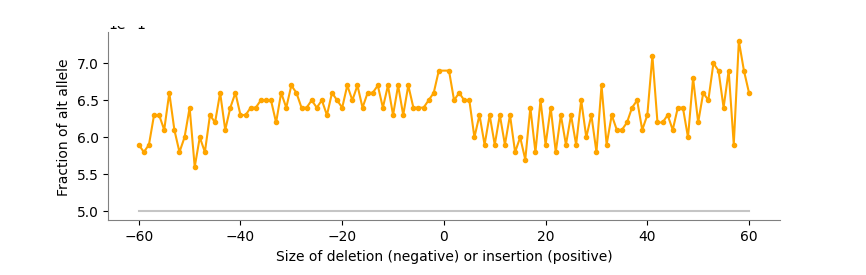 7.0
6.5
6.0
5.5
5.0
Fraction of alt allele
−60 −40 −20 0 20 40 60
Size of deletion (negative) or insertion (positive)